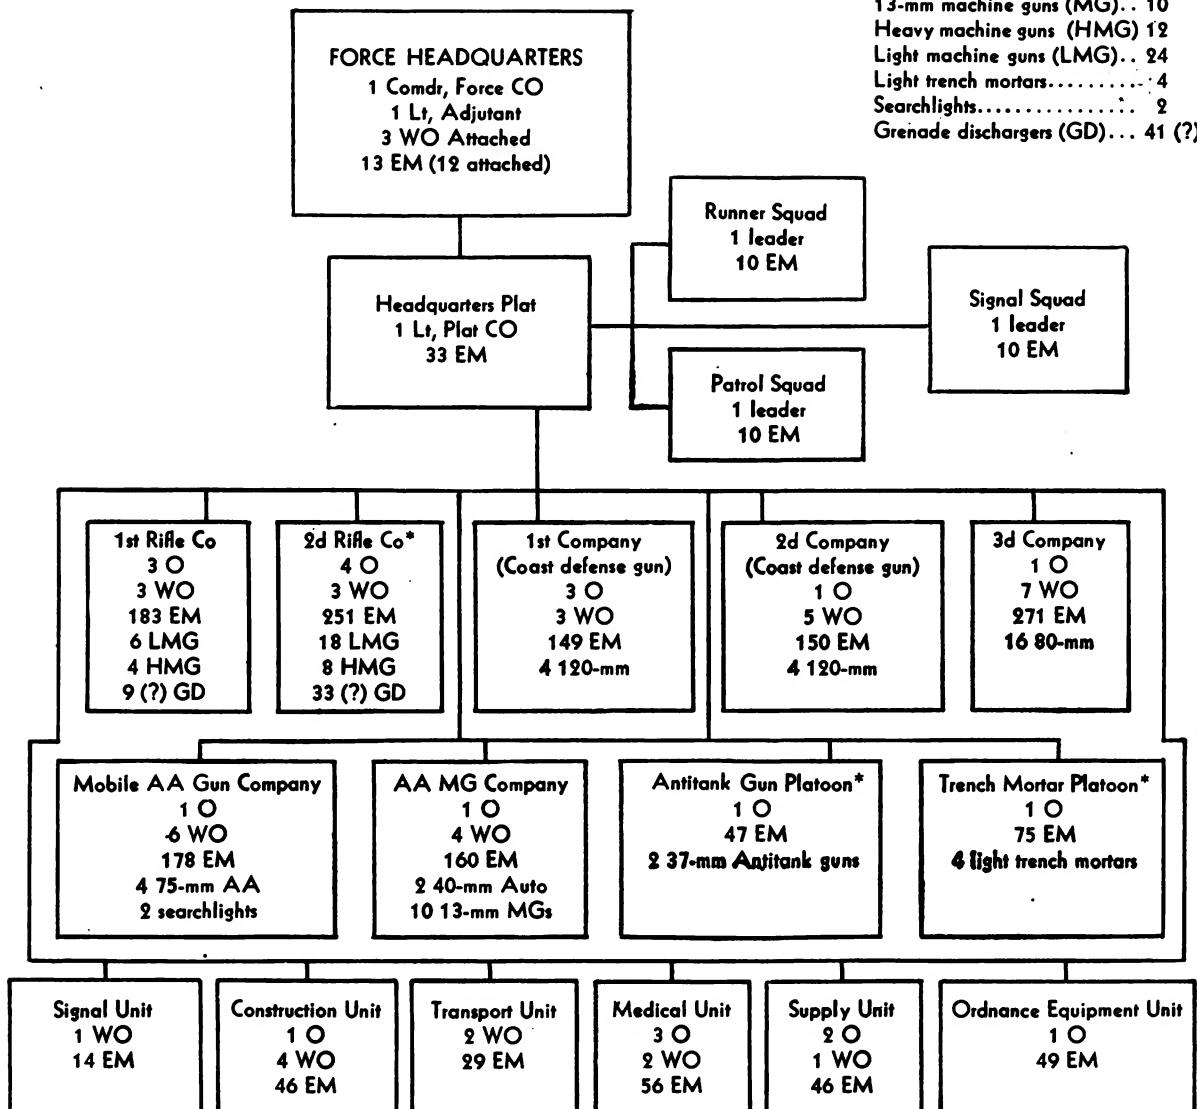 13-mm machine guns (MG).. 10
Heavy machine guns (HMG) 12
Light machine guns (LMG).. 24
Light trench mortars......... 4
Searchlights............... 2
Grenade dischargers (GD)... 41 (?)
FORCE HEADQUARTERS
1 Comdr, Force CO
1 Lt, Adjutant
3 WO Attached
13 EM (12 attached)
Runner Squad
1 leader
10 EM
Headquarters Plat
1 Lt, Plat CO
33 EM
Signal Squad
1 leader
10 EM
Patrol Squad
1 leader
10 EM
1st Rifle Co
3 O
3 WO
183 EM
6 LMG
4 HMG
9 (?) GD
2d Rifle Co*
4 O
3 WO
251 EM
18 LMG
8 HMG
33 (?) GD
1st Company
(Coast defense gun)
3 O
3 WO
149 EM
4 120-mm
2d Company
(Coast defense gun)
1 O
5 WO
150 EM
4 120-mm
3d Company
1 O
7 WO
271 EM
16 80-mm
Mobile AA Gun Company
1 O
6 WO
178 EM
4 75-mm AA
2 searchlights
AA MG Company
1 O
4 WO
160 EM
2 40-mm Auto
10 13-mm MGs
Antitank Gun Platoon*
1 O
47 EM
2 37-mm Antitank guns
Trench Mortar Platoon*
1 O
75 EM
4 light trench mortars
Signal Unit
1 WO
14 EM
Construction Unit
1 O
4 WO
46 EM
Transport Unit
2 WO
29 EM
Medical Unit
3 O
2 WO
56 EM
Supply Unit
2 O
1 WO
46 EM
Ordnance Equipment Unit
1 O
49 EM